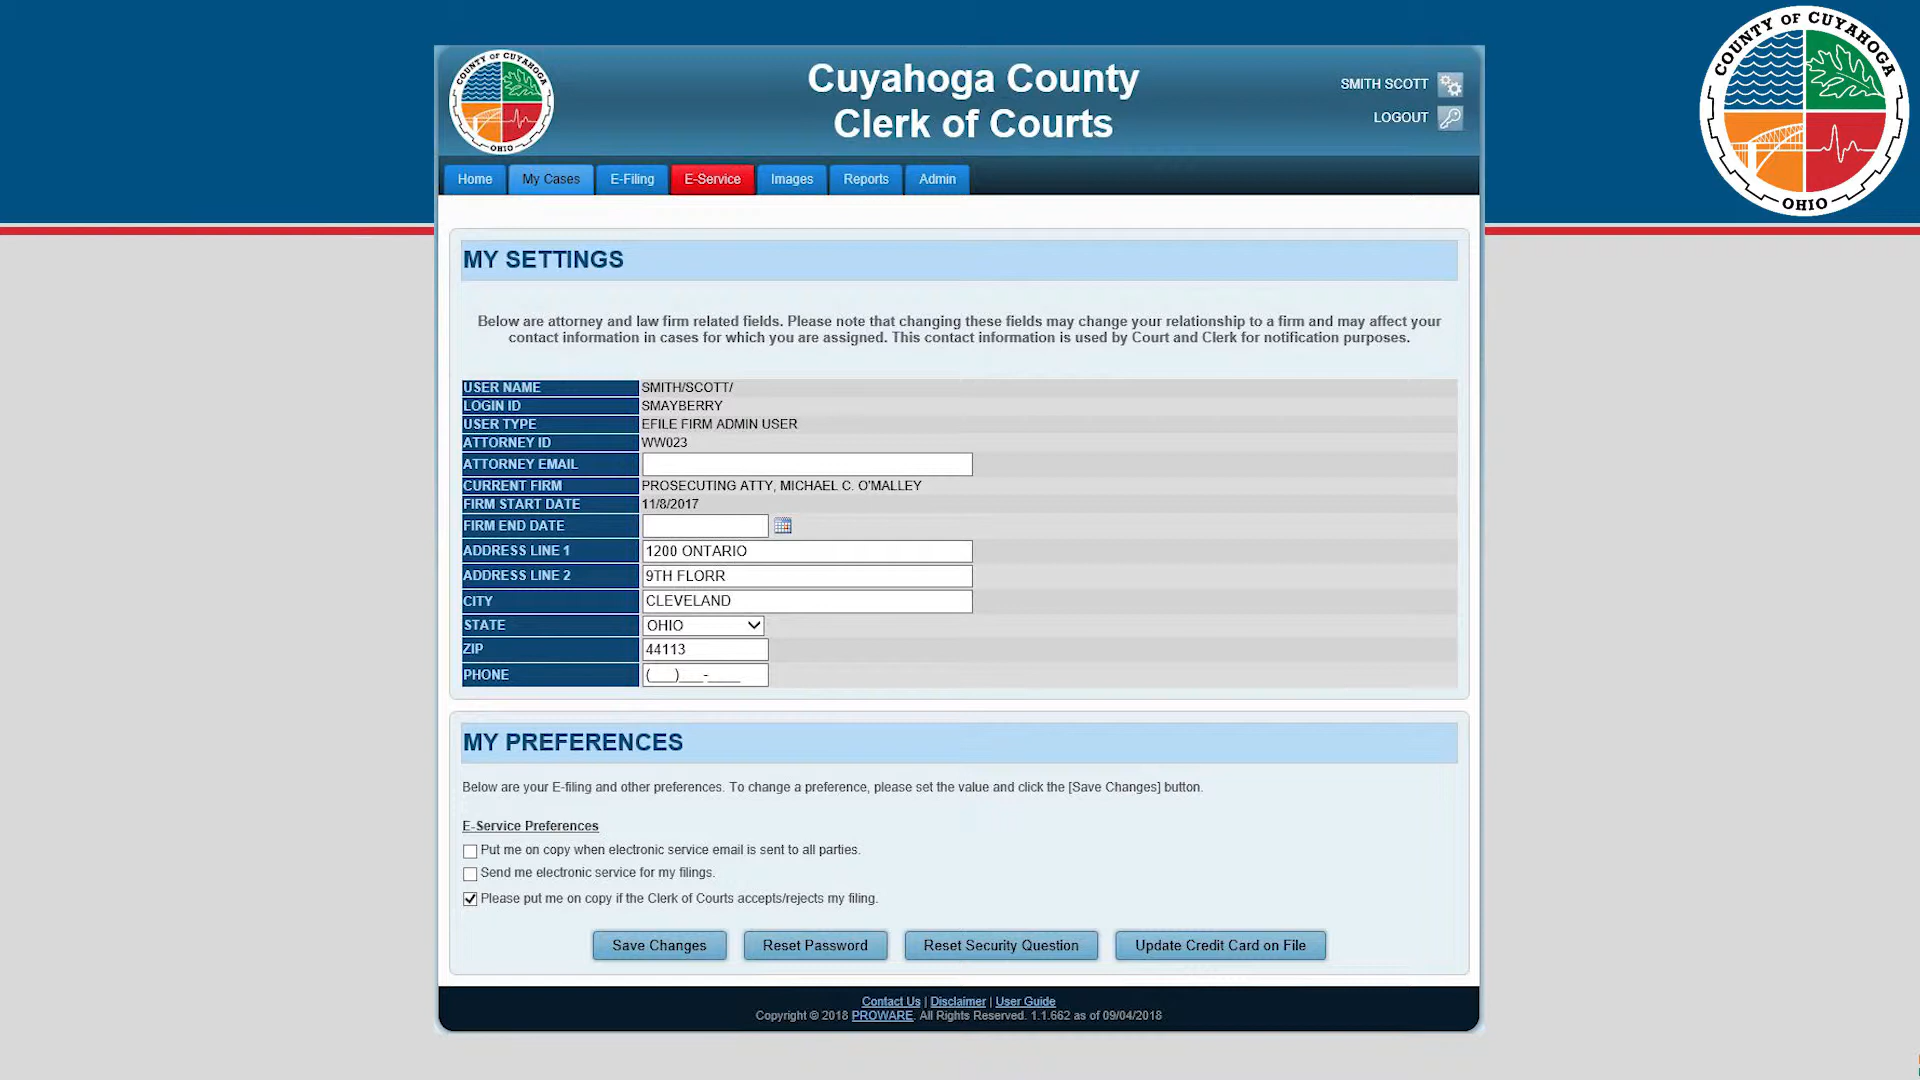 COUNTY OF CUYAHOGA
OHIO
COUNTY OF CUYAHOGA
OHIO
Cuyahoga County
Clerk of Courts
SMITH SCOTT
LOGOUT
Home My Cases E-Filing E-Service Images Reports Admin
MY SETTINGS
Below are attorney and law firm related fields. Please note that changing these fields may change your relationship to a firm and may affect your
contact information in cases for which you are assigned. This contact information is used by Court and Clerk for notification purposes.
USER NAME SMITH/SCOTT/
LOGIN ID SMAYBERRY
USER TYPE EFILE FIRM ADMIN USER
ATTORNEY ID WW023
ATTORNEY EMAIL
CURRENT FIRM PROSECUTING ATTY, MICHAEL C. O'MALLEY
FIRM START DATE 11/8/2017
FIRM END DATE
ADDRESS LINE 1 1200 ONTARIO
ADDRESS LINE 2 9TH FLORR
CITY CLEVELAND
STATE OHIO
ZIP 44113
PHONE (___)___-____
MY PREFERENCES
Below are your E-filing and other preferences. To change a preference, please set the value and click the [Save Changes] button.
E-Service Preferences
Put me on copy when electronic service email is sent to all parties.
Send me electronic service for my filings.
Please put me on copy if the Clerk of Courts accepts/rejects my filing.
Save Changes Reset Password Reset Security Question Update Credit Card on File
Contact Us | Disclaimer | User Guide
Copyright © 2018 PROWARE. All Rights Reserved. 1.1.662 as of 09/04/2018